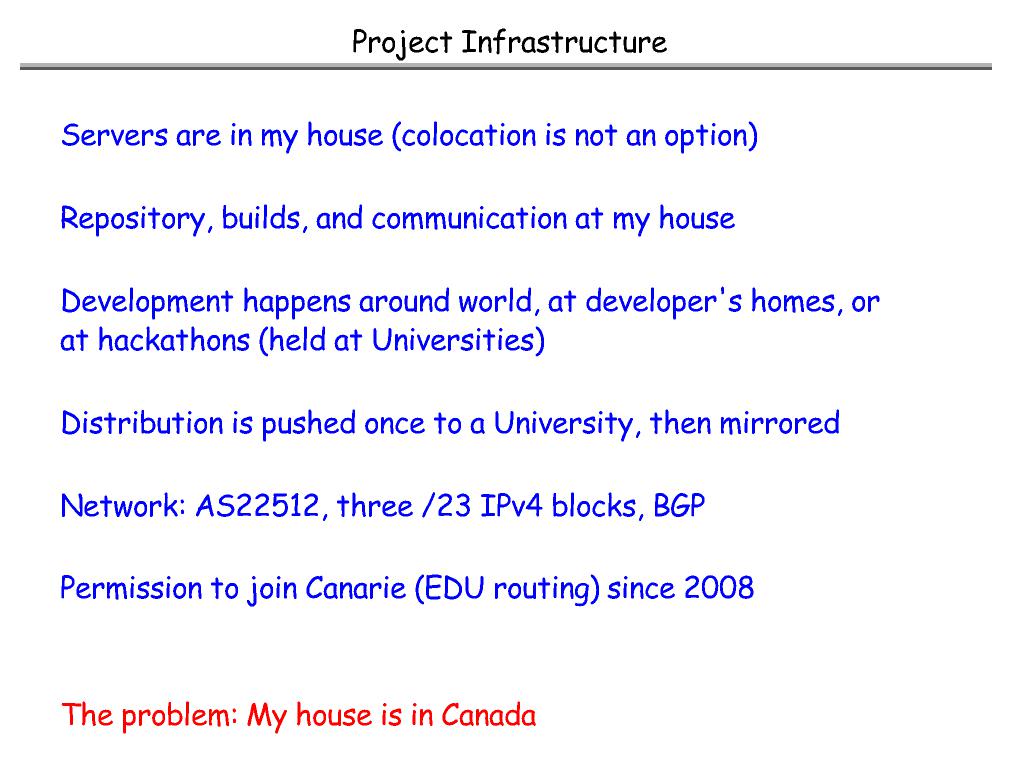 Project Infrastructure
Servers are in my house (colocation is not an option)
Repository, builds, and communication at my house
Development happens around world, at developer's homes, or
at hackathons (held at Universities)
Distribution is pushed once to a University, then mirrored
Network: AS22512, three /23 IPv4 blocks, BGP
Permission to join Canarie (EDU routing) since 2008
The problem: My house is in Canada